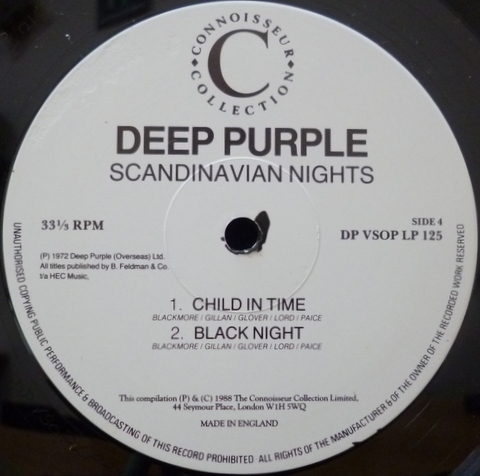 CONNOISSEUR
C
COLLECTION
DEEP PURPLE
SCANDINAVIAN NIGHTS
33⅓ RPM
SIDE 4
DP VSOP LP 125
(P) 1972 Deep Purple (Overseas) Ltd.
All titles published by B. Feldman & Co.
t/a HEC Music.
1. CHILD IN TIME
BLACKMORE / GILLAN / GLOVER / LORD / PAICE
2. BLACK NIGHT
BLACKMORE / GILLAN / GLOVER / LORD / PAICE
This compilation (P) & (C) 1988 The Connoisseur Collection Limited,
44 Seymour Place, London W1H 5WQ
MADE IN ENGLAND
UNAUTHORISED COPYING PUBLIC PERFORMANCE & BROADCASTING OF THIS RECORD PROHIBITED ALL RIGHTS OF THE MANUFACTURER & OF THE OWNER OF THE RECORDED WORK RESERVED